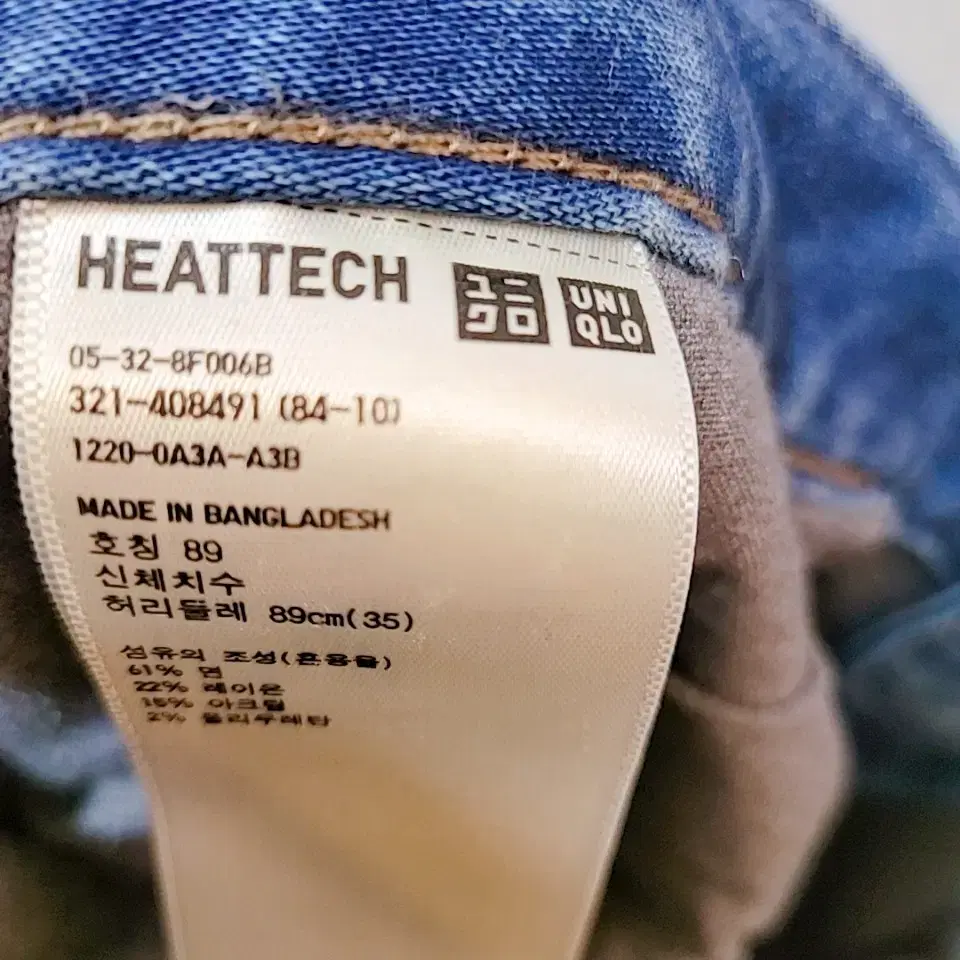 HEATTECH
ユニ
クロ
UNI
QLO
05-32-8F006B
321-408491 (84-10)
1220-0A3A-A3B
MADE IN BANGLADESH
호칭 89
신체치수
허리둘레 89cm(35)
섬유의 조성(혼용율)
61% 면
22% 레이온
15% 아크릴
2% 폴리우레탄